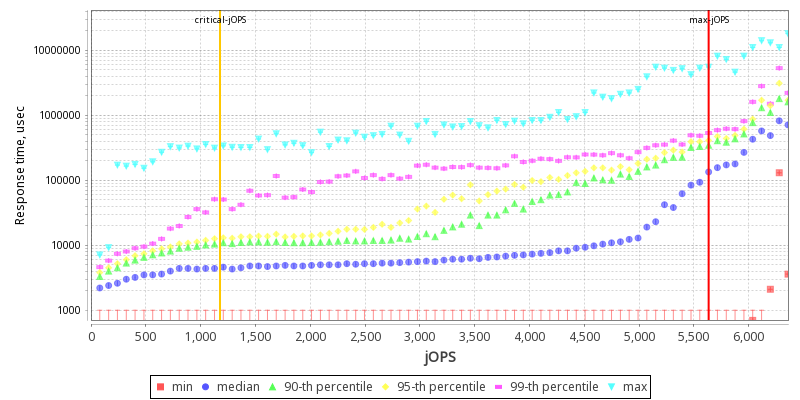 critical-jOPS max-jOPS
10000000
1000000
100000
10000
1000
Response time, usec
0 500 1,000 1,500 2,000 2,500 3,000 3,500 4,000 4,500 5,000 5,500 6,000
jOPS
min median 90-th percentile 95-th percentile 99-th percentile max